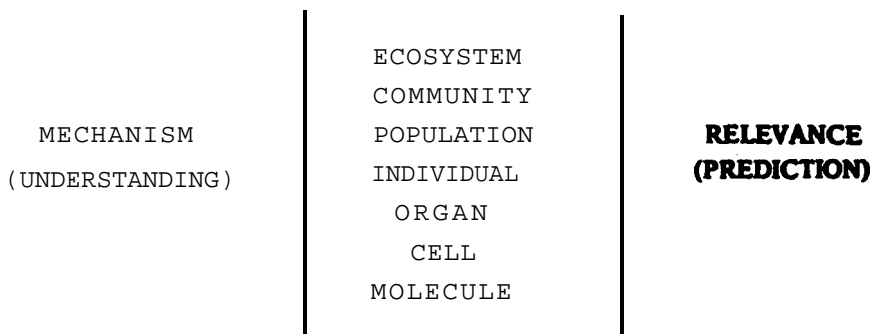 MECHANISM
(UNDERSTANDING)
ECOSYSTEM
COMMUNITY
POPULATION
INDIVIDUAL
ORGAN
CELL
MOLECULE
RELEVANCE
(PREDICTION)